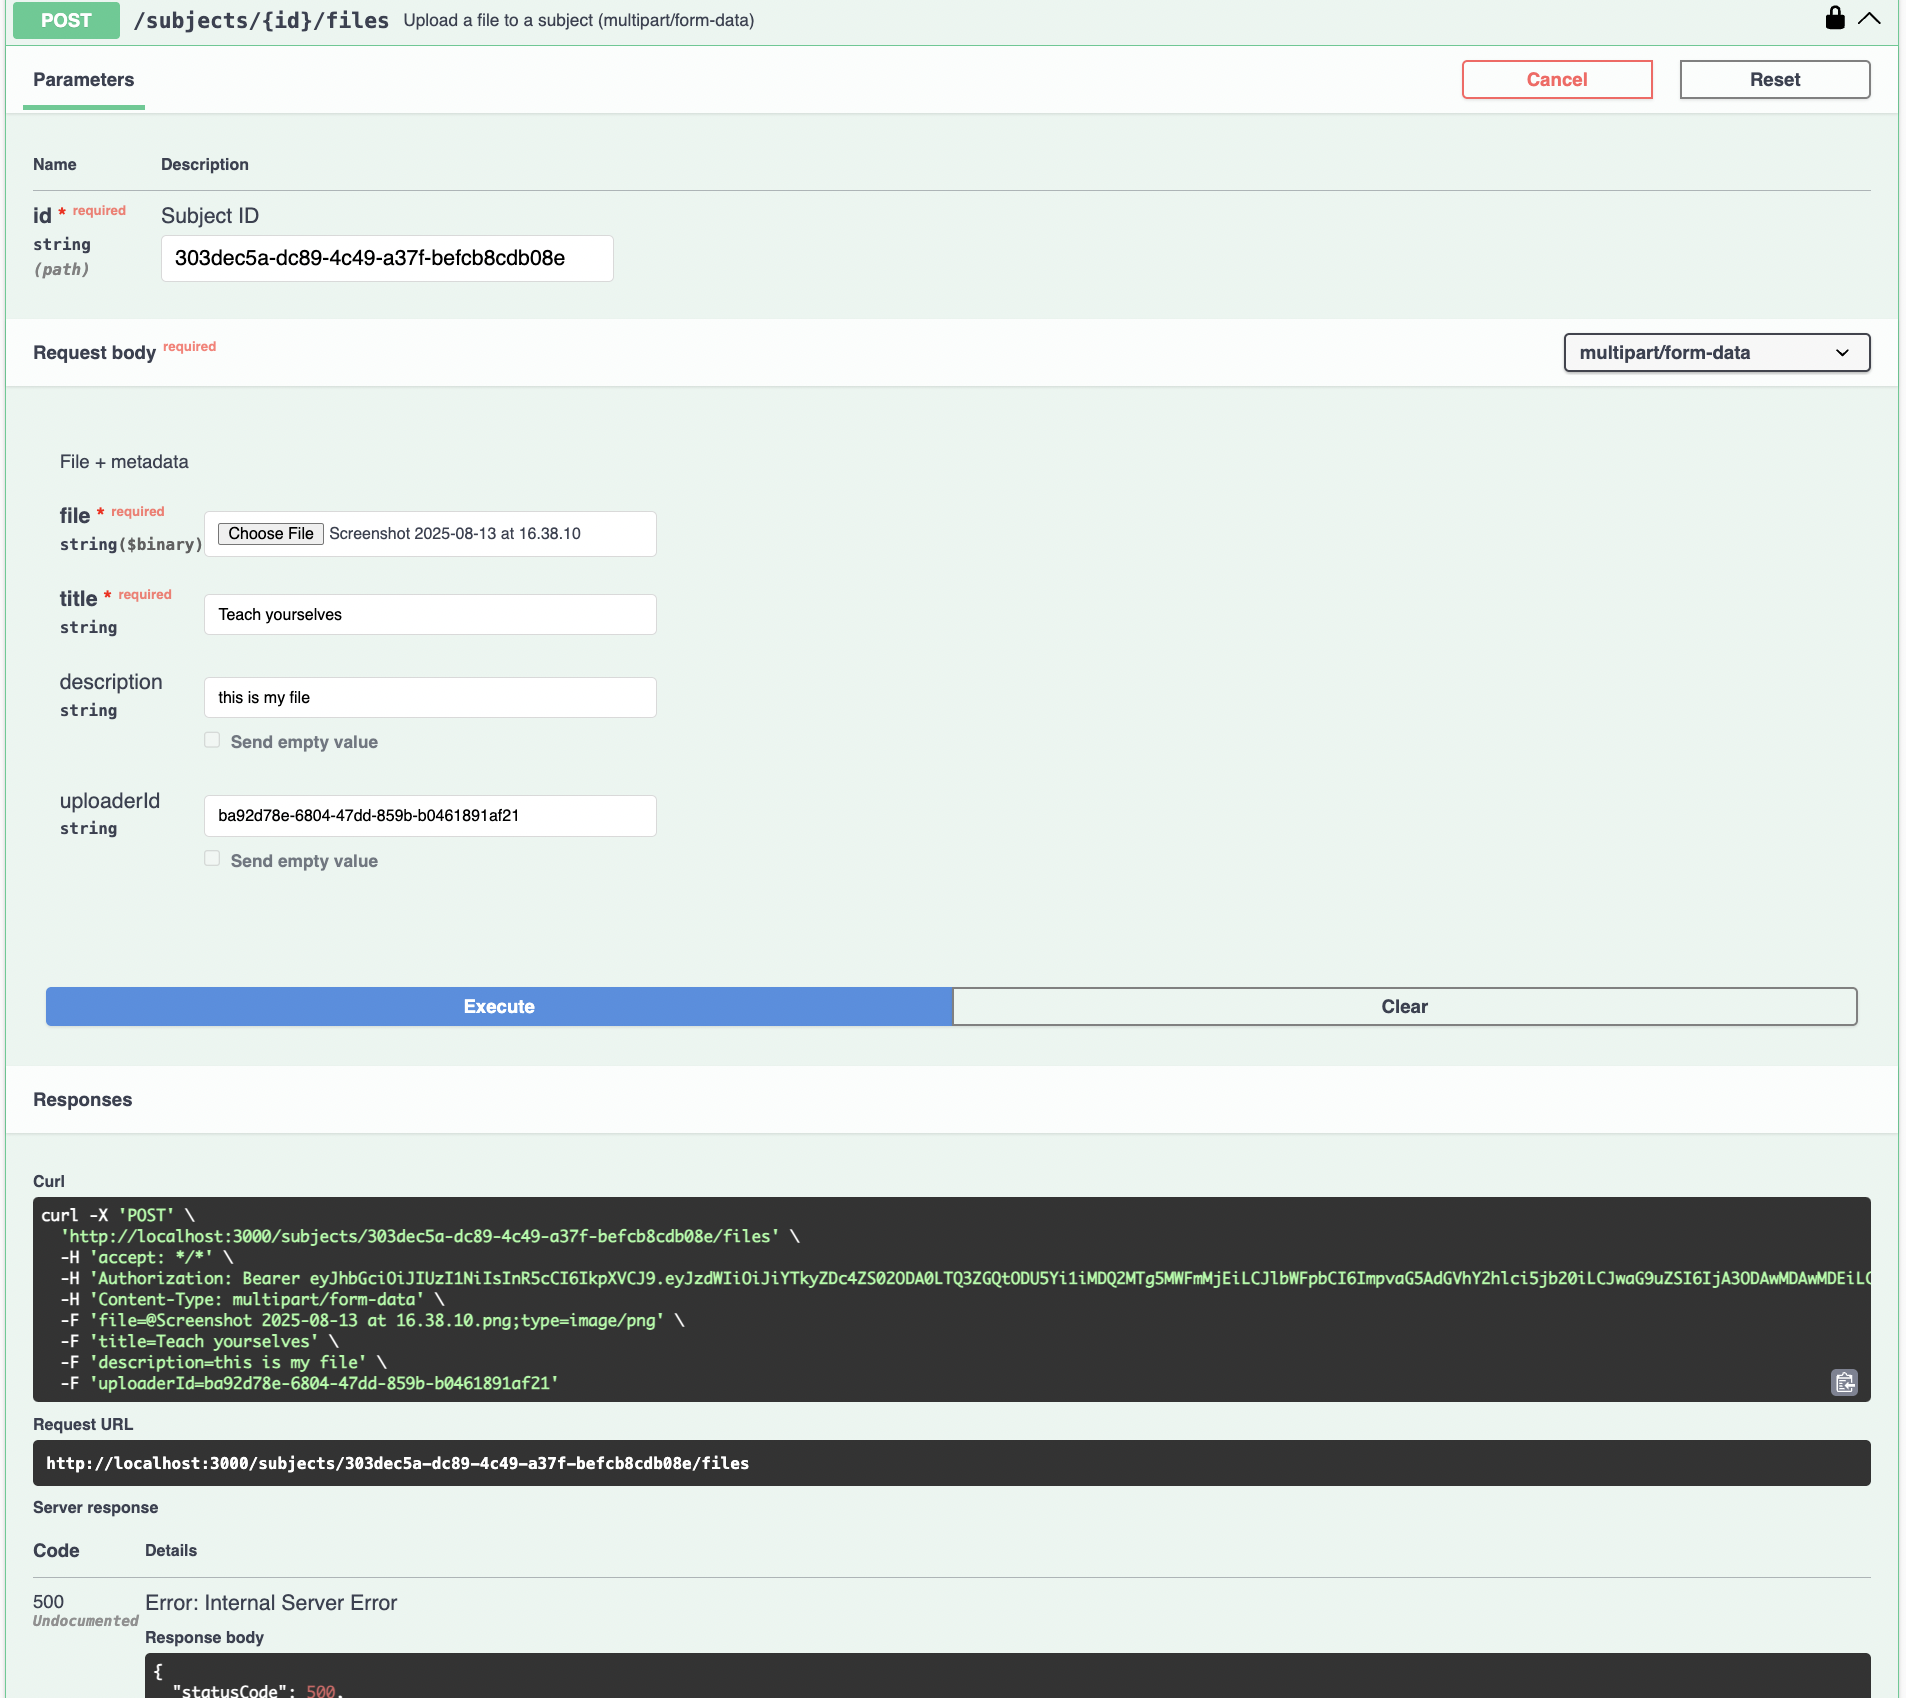 POST /subjects/{id}/files Upload a file to a subject (multipart/form-data)
Parameters
Cancel
Reset
Name Description
id * required Subject ID
string
(path)
303dec5a-dc89-4c49-a37f-befcb8cdb08e
Request body required
multipart/form-data
File + metadata
file * required
string($binary)
Choose File Screenshot 2025-08-13 at 16.38.10
title * required
string
Teach yourselves
description
string
this is my file
Send empty value
uploaderId
string
ba92d78e-6804-47dd-859b-b0461891af21
Send empty value
Execute
Clear
Responses
Curl
curl -X 'POST' \
'http://localhost:3000/subjects/303dec5a-dc89-4c49-a37f-befcb8cdb08e/files' \
-H 'accept: */*' \
-H 'Authorization: Bearer eyJhbGciOiJIUzI1NiIsInR5cCI6IkpXVCJ9.eyJzdWIiOiJiYTkyZDc4ZS02ODA0LTQ3ZGQtODU5Yi1iMDQ2MTg5MWFmMjEiLCJlbWFpbCI6ImpvaG5AdGVhY2hlci5jb20iLCJwaG9uZSI6IjA3ODAwMDAwMDEiLC
-H 'Content-Type: multipart/form-data' \
-F 'file=@Screenshot 2025-08-13 at 16.38.10.png;type=image/png' \
-F 'title=Teach yourselves' \
-F 'description=this is my file' \
-F 'uploaderId=ba92d78e-6804-47dd-859b-b0461891af21'
Request URL
http://localhost:3000/subjects/303dec5a-dc89-4c49-a37f-befcb8cdb08e/files
Server response
Code Details
500 Error: Internal Server Error
Undocumented
Response body
{
"statusCode": 500,